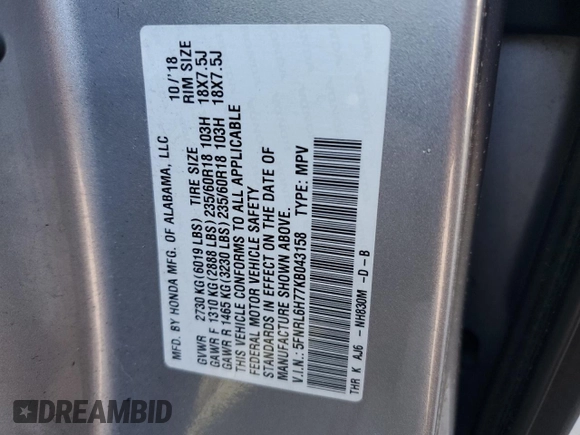 MFD. BY HONDA MFG. OF ALABAMA, LLC 10/'18
GVWR 2730 KG (6019 LBS) TIRE SIZE RIM SIZE
GAWR F 1310 KG (2888 LBS) 235/60R18 103H 18X7.5J
GAWR R 1465 KG (3230 LBS) 235/60R18 103H 18X7.5J
THIS VEHICLE CONFORMS TO ALL APPLICABLE
FEDERAL MOTOR VEHICLE SAFETY
STANDARDS IN EFFECT ON THE DATE OF
MANUFACTURE SHOWN ABOVE.
V.I.N.: 5FNRL6H77KB043158 TYPE: MPV
THR K AJ6 - NH830M -D-B
DREAMBID